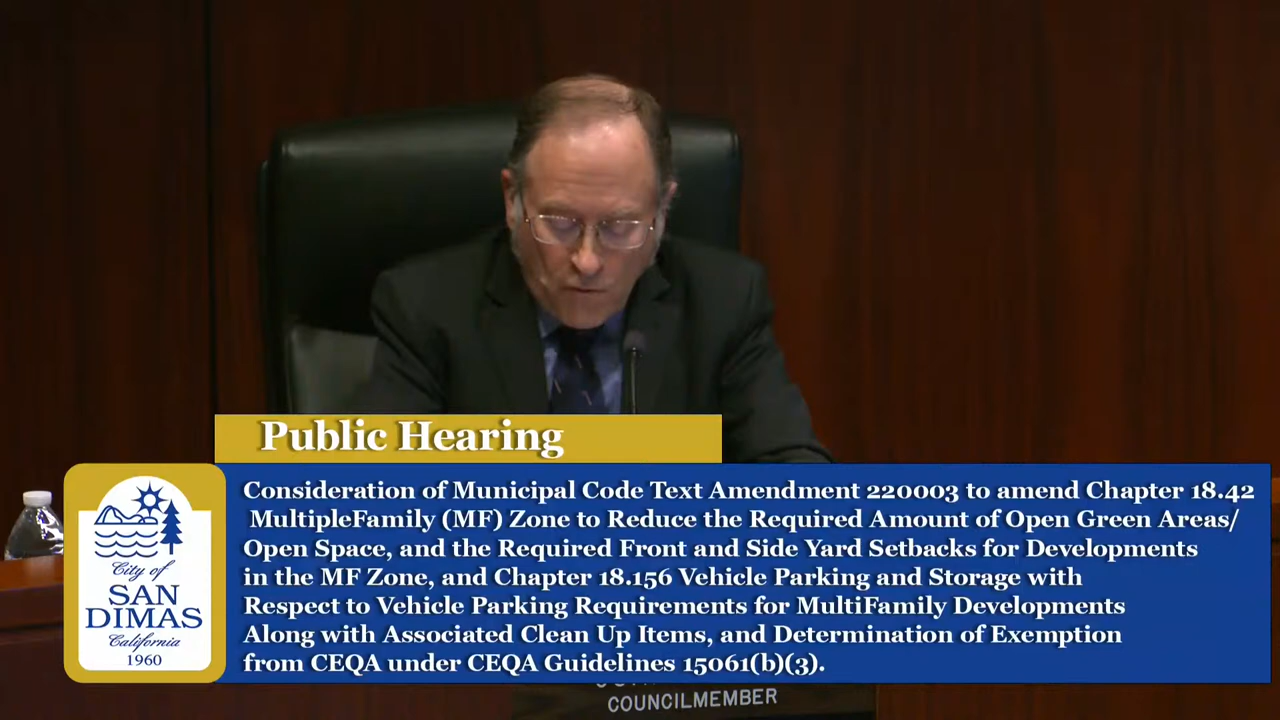 Public Hearing
Consideration of Municipal Code Text Amendment 220003 to amend Chapter 18.42
MultipleFamily (MF) Zone to Reduce the Required Amount of Open Green Areas/
Open Space, and the Required Front and Side Yard Setbacks for Developments
in the MF Zone, and Chapter 18.156 Vehicle Parking and Storage with
Respect to Vehicle Parking Requirements for MultiFamily Developments
Along with Associated Clean Up Items, and Determination of Exemption
from CEQA under CEQA Guidelines 15061(b)(3).
City of
SAN
DIMAS
California
1960
COUNCILMEMBER